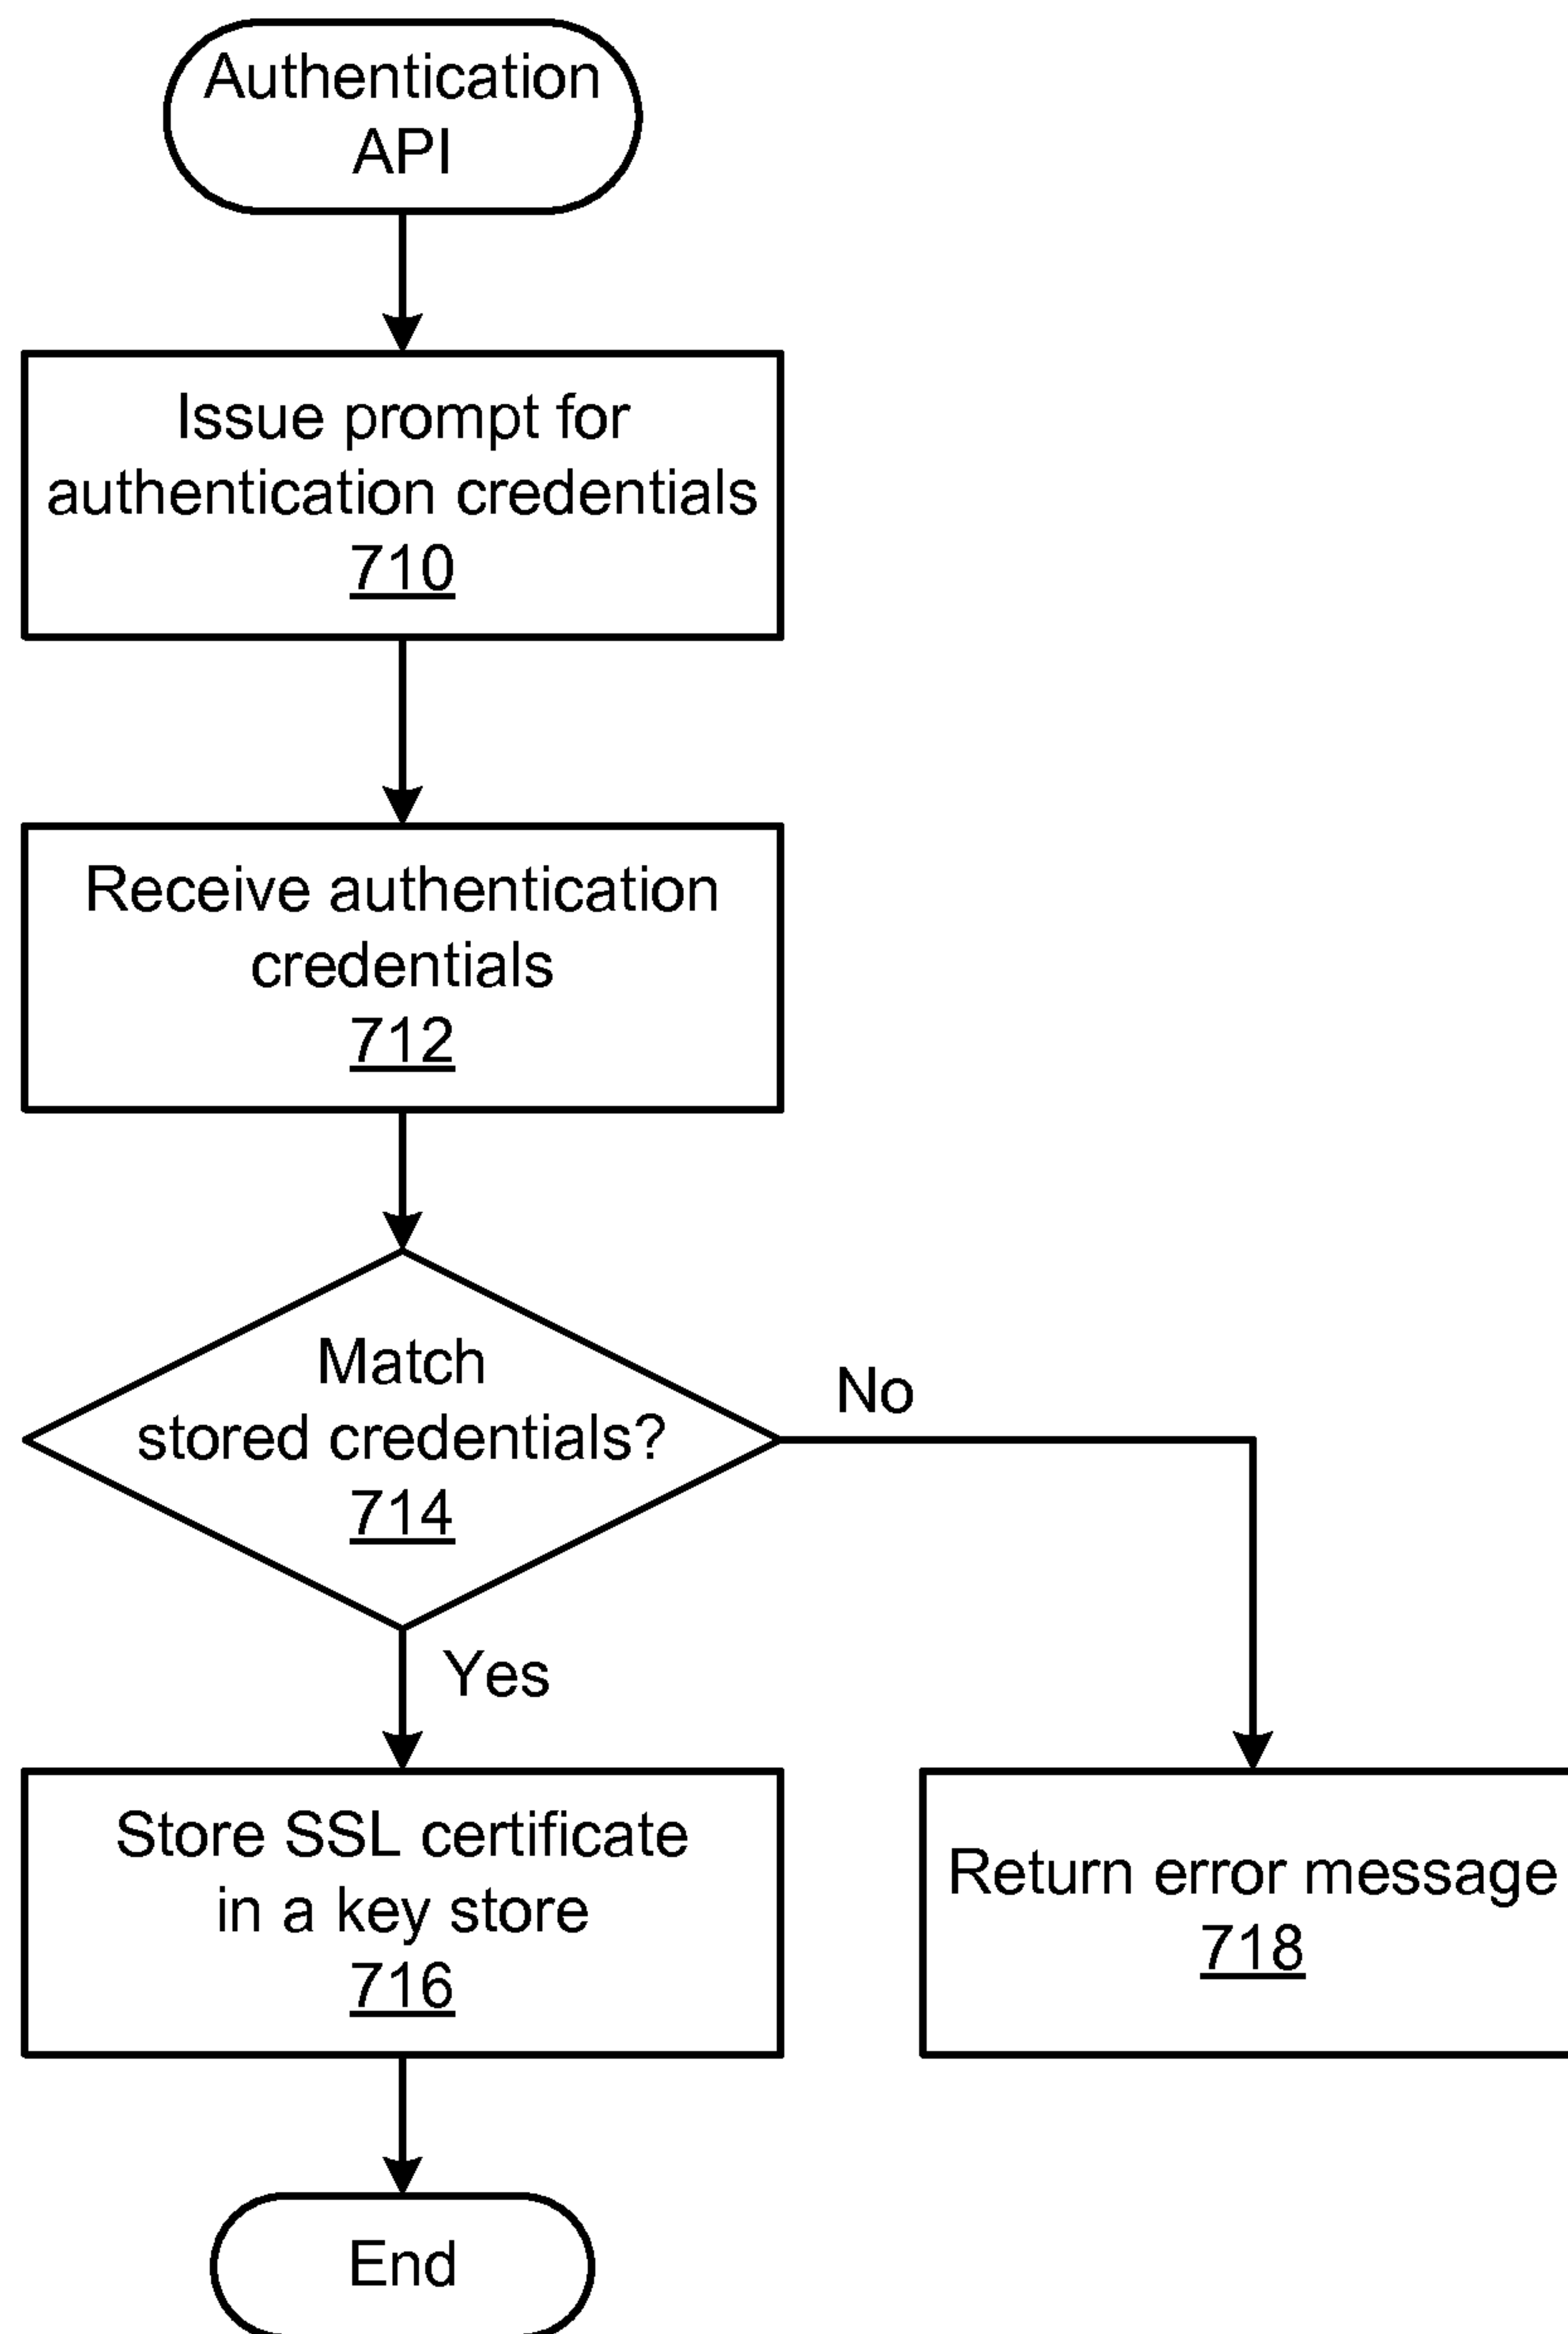 Authentication
API
Issue prompt for
authentication credentials
710
Receive authentication
credentials
712
Match
stored credentials?
714
No
Yes
Store SSL certificate
in a key store
716
Return error message
718
End